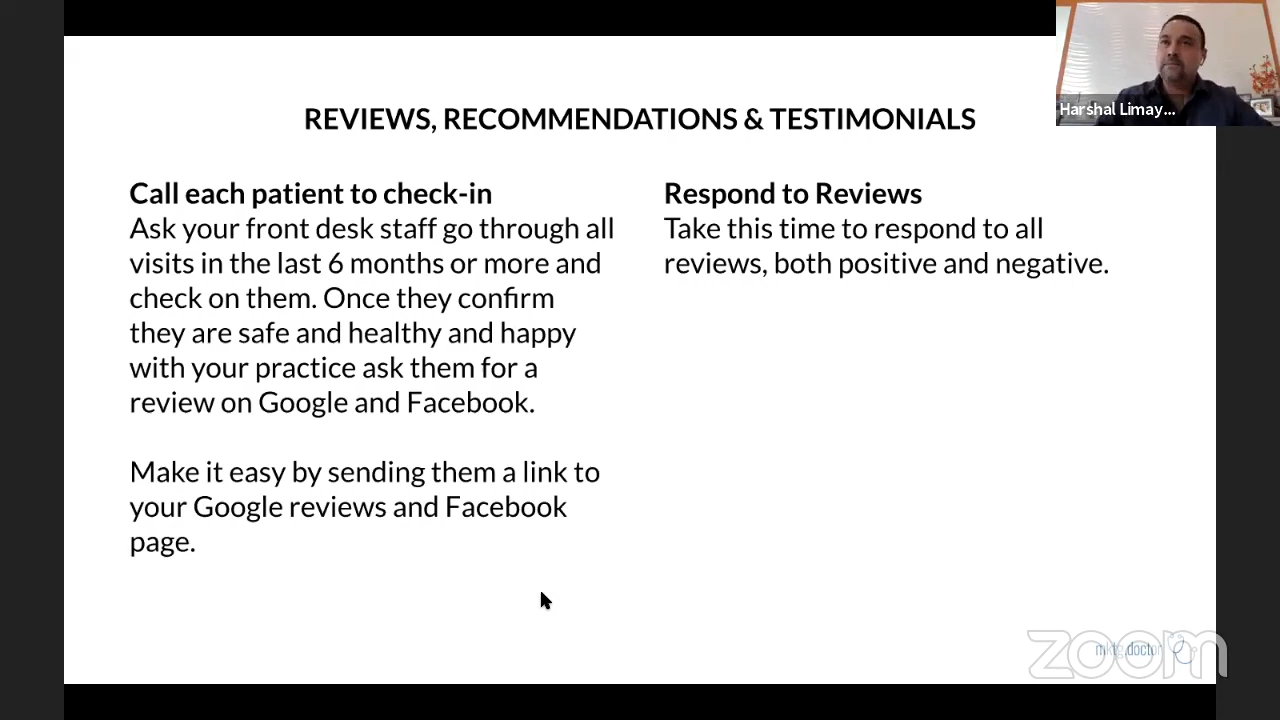 REVIEWS, RECOMMENDATIONS & TESTIMONIALS
Harshal Limay...
Call each patient to check-in
Ask your front desk staff go through all
visits in the last 6 months or more and
check on them. Once they confirm
they are safe and healthy and happy
with your practice ask them for a
review on Google and Facebook.
Make it easy by sending them a link to
your Google reviews and Facebook
page.
Respond to Reviews
Take this time to respond to all
reviews, both positive and negative.
mktg.doctor
zoom